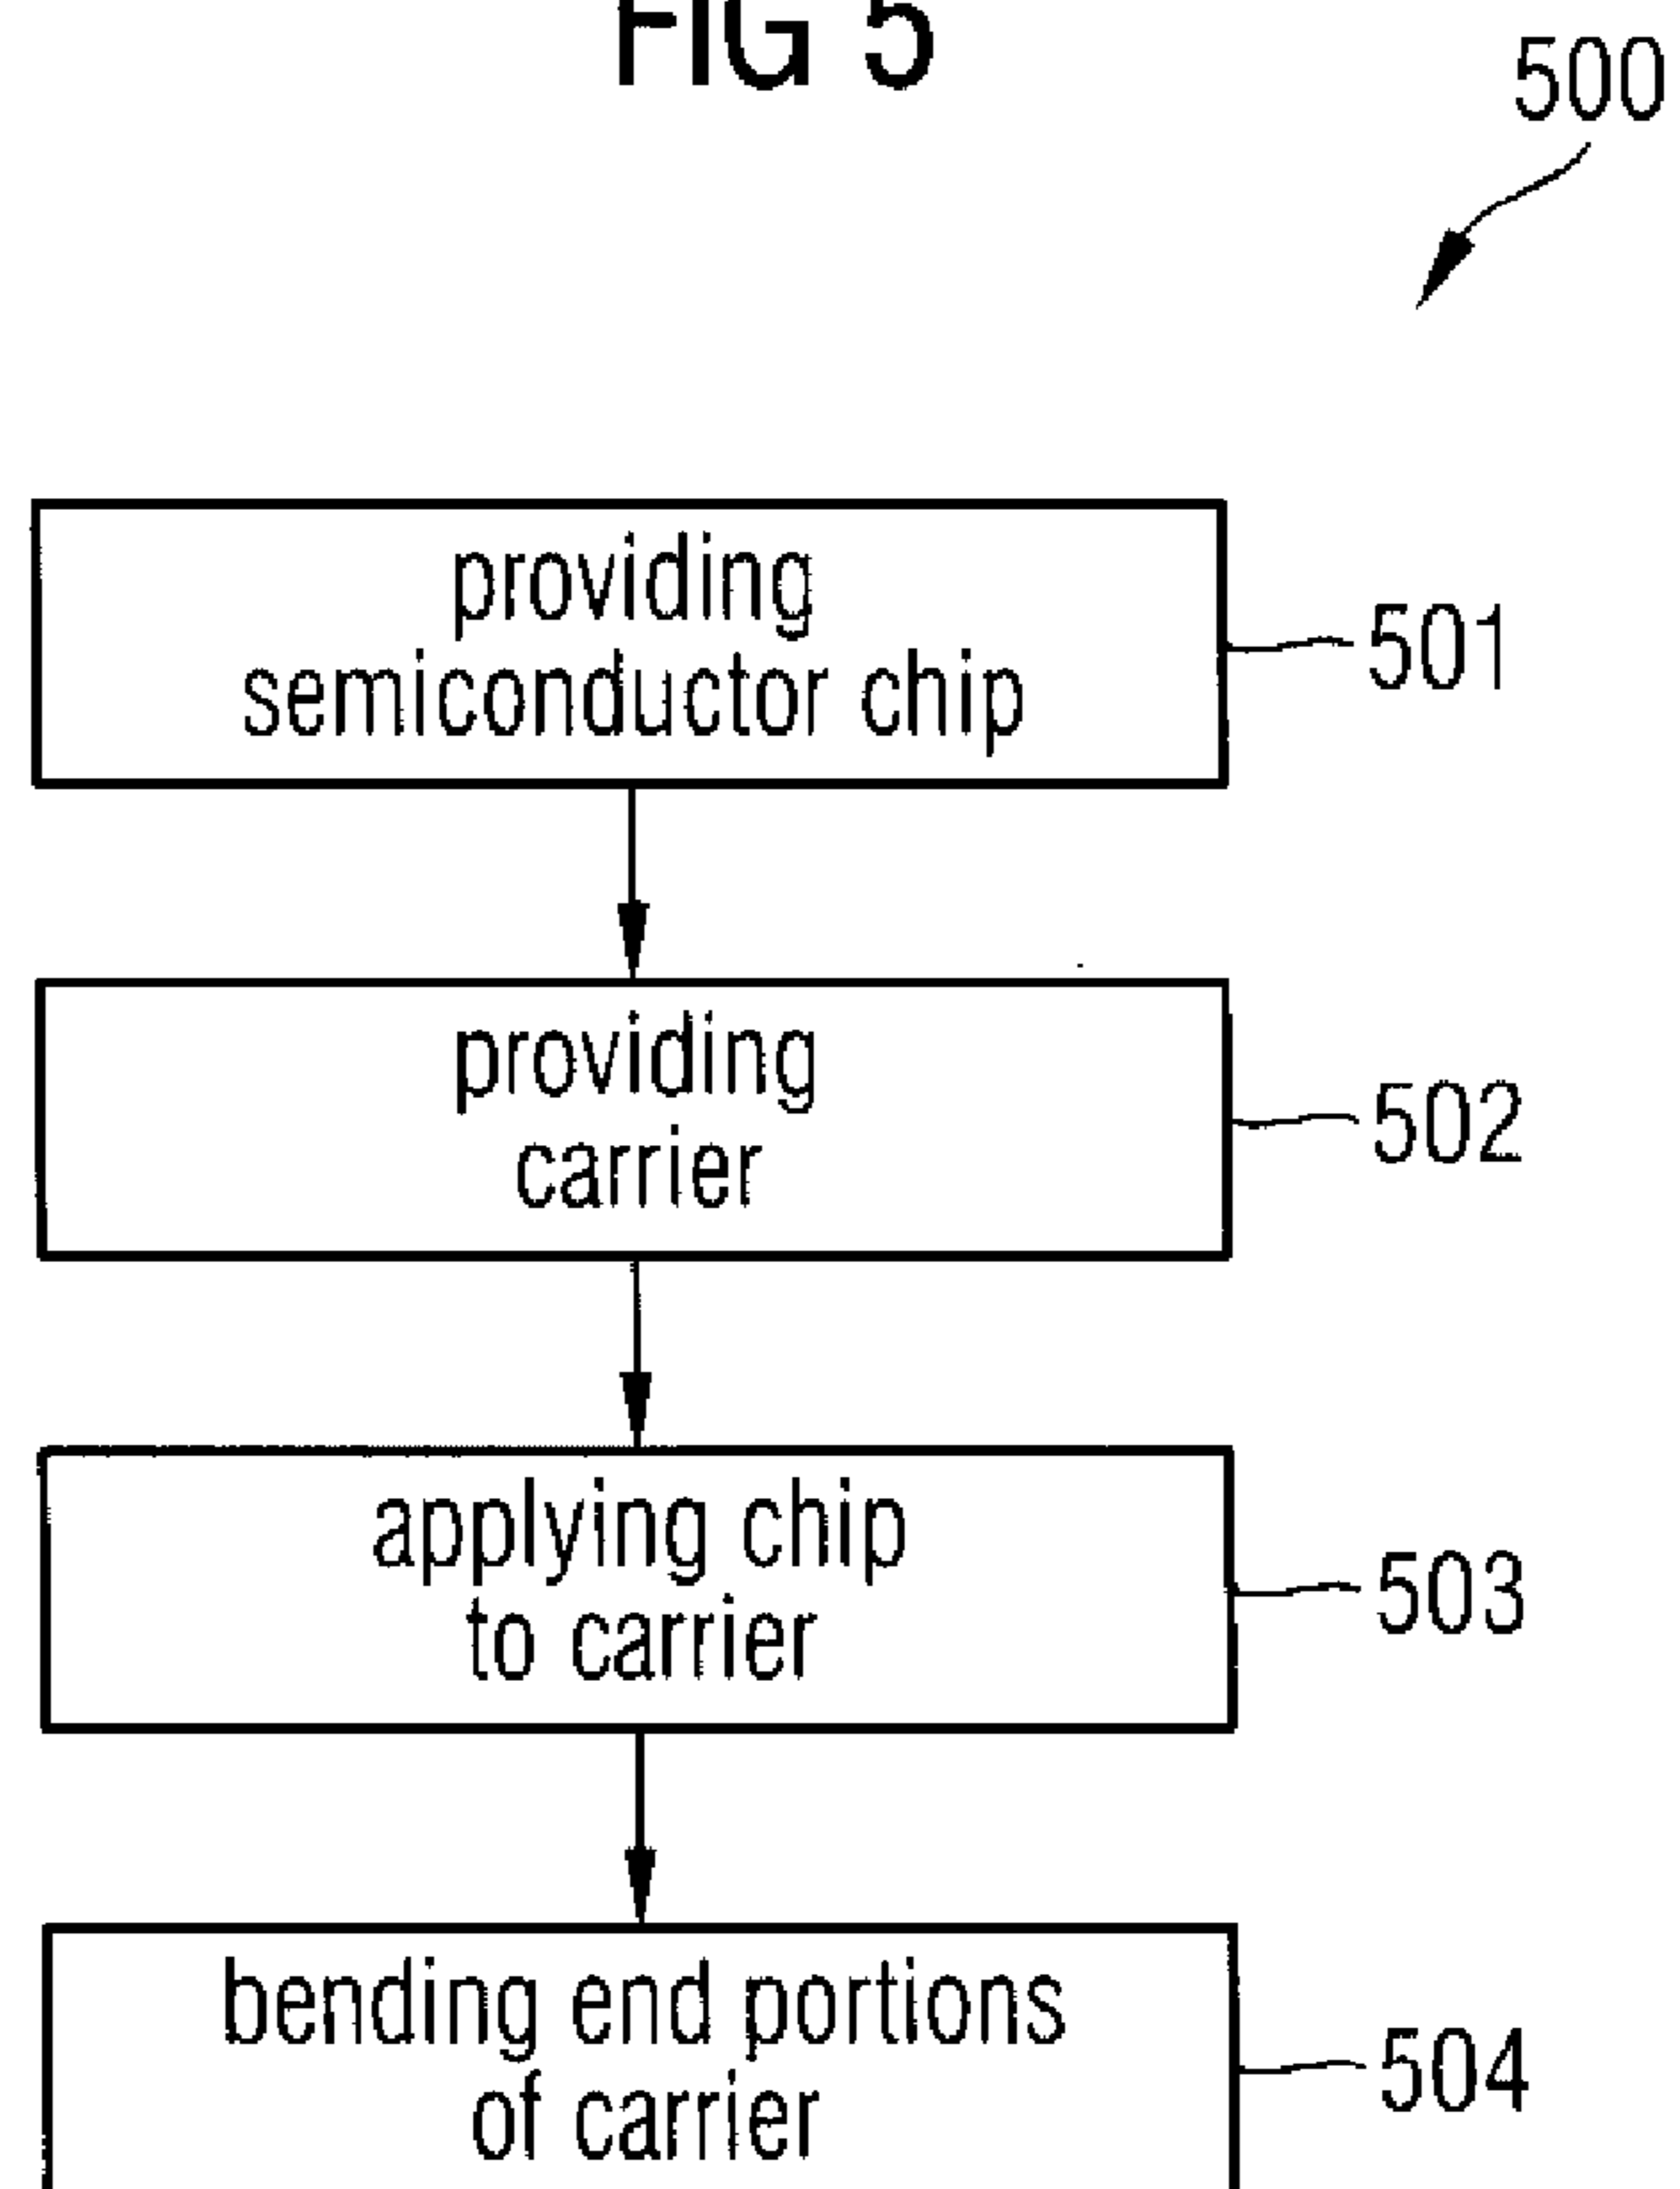 FIG 5
500
providing
semiconductor chip
501
providing
carrier
502
applying chip
to carrier
503
bending end portions
of carrier
504